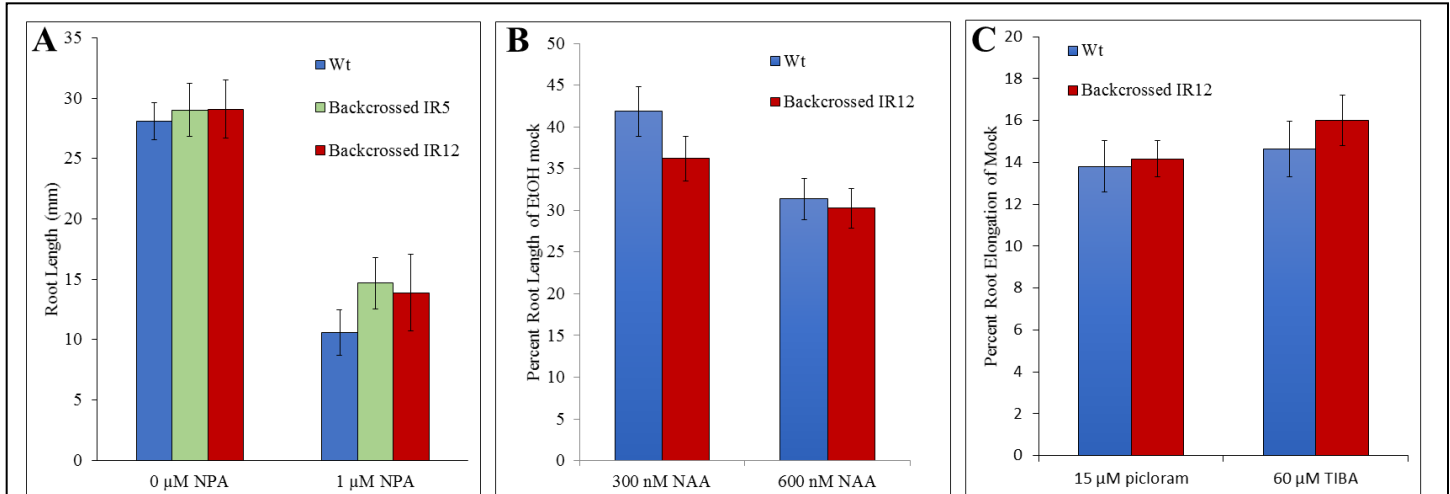 A
Root Length (mm)
35
30
25
20
15
10
5
0
Wt
Backcrossed IR5
Backcrossed IR12
0 µM NPA
1 µM NPA
B
Percent Root Length of EtOH mock
50
45
40
35
30
25
20
15
10
5
0
Wt
Backcrossed IR12
300 nM NAA
600 nM NAA
C
Percent Root Elongation of Mock
20
18
16
14
12
10
8
6
4
2
0
Wt
Backcrossed IR12
15 µM picloram
60 µM TIBA